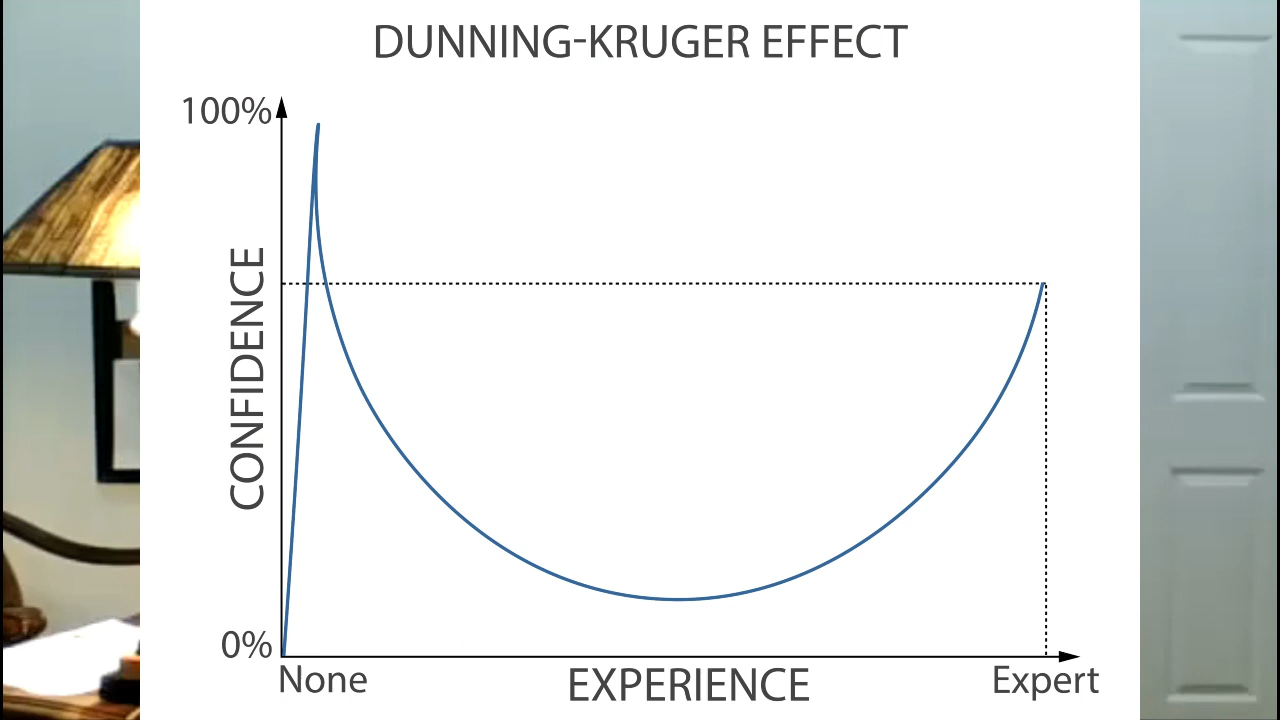 DUNNING-KRUGER EFFECT
100%
CONFIDENCE
0%
None
EXPERIENCE
Expert